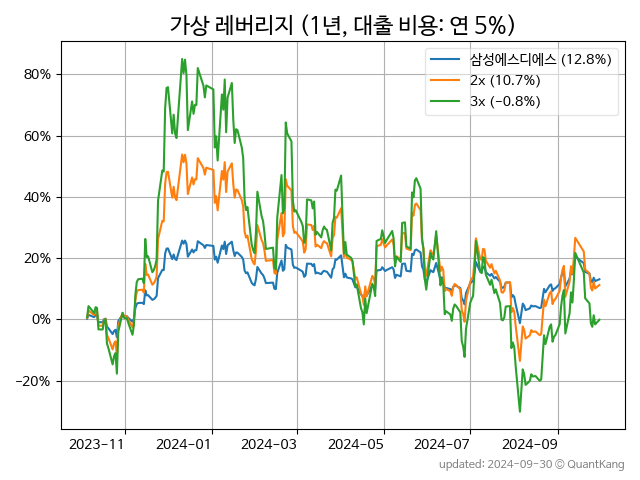 가상 레버리지 (1년, 대출 비용: 연 5%)
삼성에스디에스 (12.8%)
2x (10.7%)
3x (−0.8%)
80%
60%
40%
20%
0%
−20%
2023-11
2024-01
2024-03
2024-05
2024-07
2024-09
updated: 2024-09-30 © QuantKang